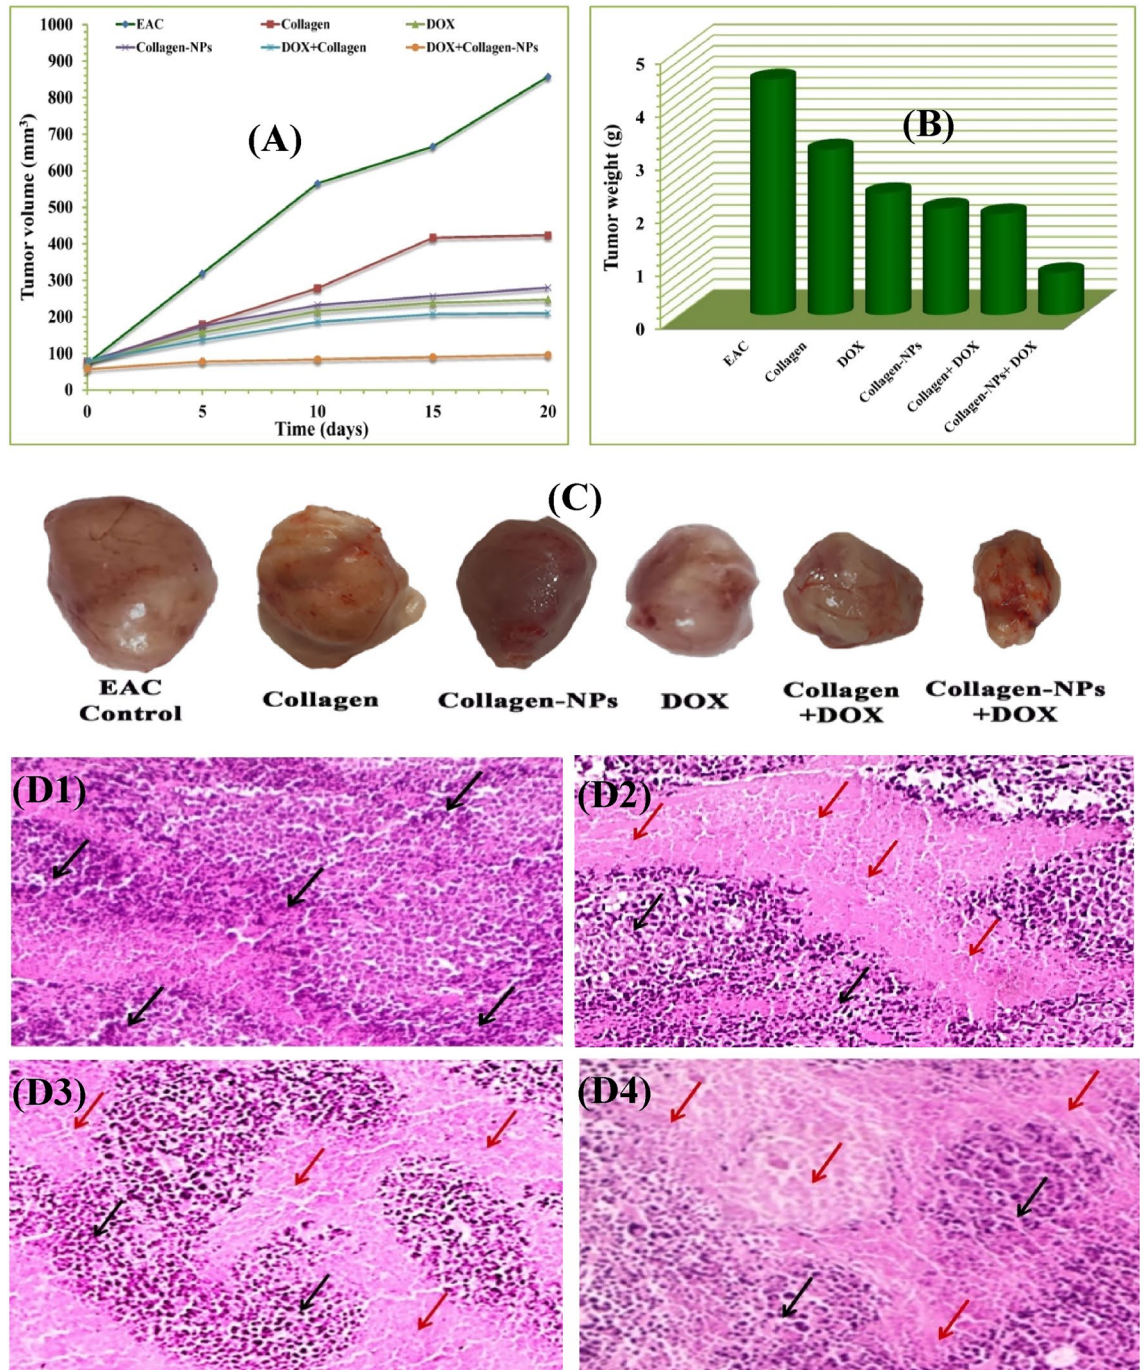 EAC Collagen DOX
Collagen-NPs DOX+Collagen DOX+Collagen-NPs
(A)
Tumor volume (mm³)
1000
900
800
700
600
500
400
300
200
100
0
0 5 10 15 20
Time (days)
(B)
Tumor weight (g)
5
4
3
2
1
0
EAC
Collagen
DOX
Collagen-NPs
Collagen+ DOX
Collagen-NPs+ DOX
(C)
EAC
Control
Collagen
Collagen-NPs
DOX
Collagen
+DOX
Collagen-NPs
+DOX
(D1)
(D2)
(D3)
(D4)